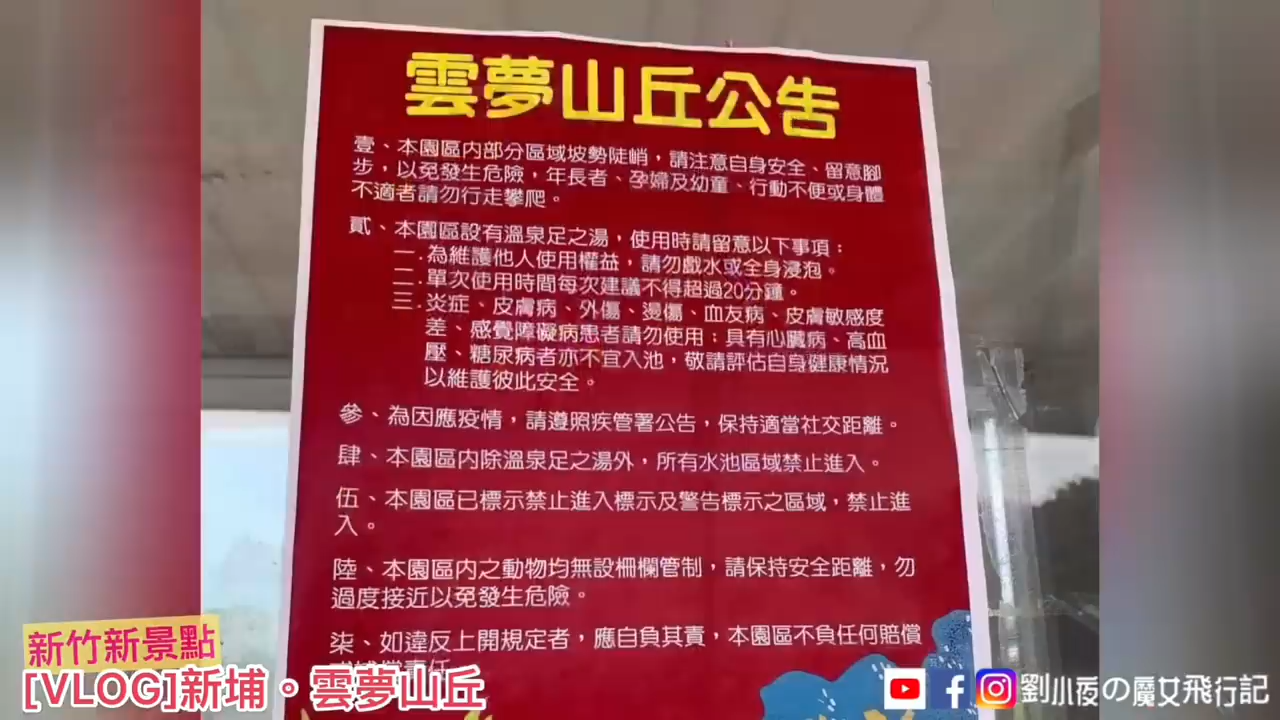 雲夢山丘公告
壹、本園區內部分區域坡勢陡峭，請注意自身安全、留意腳
步，以免發生危險，年長者、孕婦及幼童、行動不便或身體
不適者請勿行走攀爬。
貳、本園區設有溫泉足之湯，使用時請留意以下事項：
一.為維護他人使用權益，請勿戲水或全身浸泡。
二.單次使用時間每次建議不得超過20分鐘。
三.炎症、皮膚病、外傷、燙傷、血友病、皮膚敏感度
差、感覺障礙病患者請勿使用；具有心臟病、高血
壓、糖尿病者亦不宜入池，敬請評估自身健康情況
以維護彼此安全。
參、為因應疫情，請遵照疾管署公告，保持適當社交距離。
肆、本園區內除溫泉足之湯外，所有水池區域禁止進入。
伍、本園區已標示禁止進入標示及警告標示之區域，禁止進
入。
陸、本園區內之動物均無設柵欄管制，請保持安全距離，勿
過度接近以免發生危險。
柒、如違反上開規定者，應自負其責，本園區不負任何賠償
責任
新竹新景點
[VLOG]新埔。雲夢山丘
劉小夜の魔女飛行記